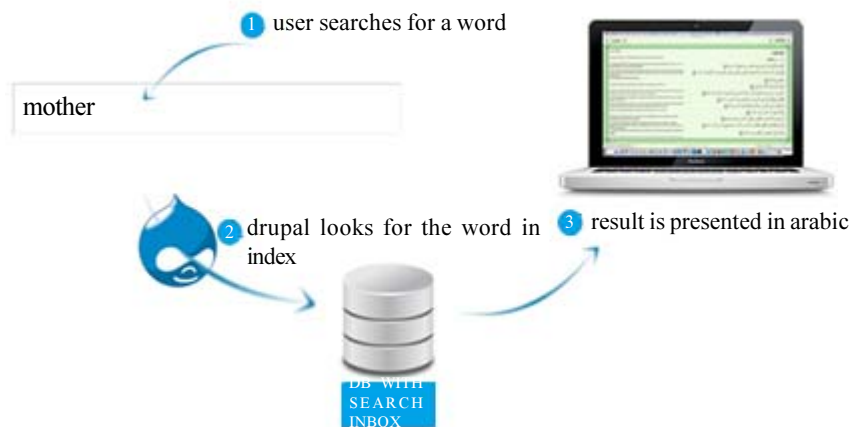 1 user searches for a word
mother
2 drupal looks for the word in
index
3 result is presented in arabic
DB WITH
SEARCH
INBOX